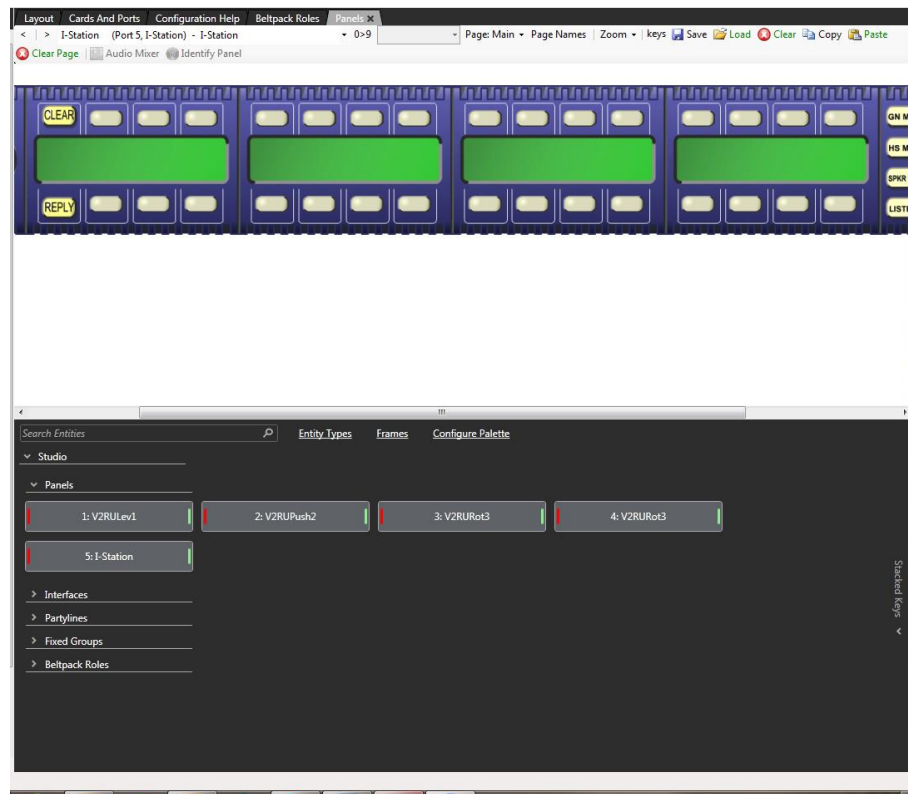 Layout Cards And Ports Configuration Help Beltpack Roles Panels ×
< > I-Station (Port 5, I-Station) - I-Station 0>9 Page: Main Page Names Zoom keys Save Load Clear Copy Paste
Clear Page Audio Mixer Identify Panel
CLEAR
GN M
HS M
SPKR
REPLY
LISTE
Search Entities Entity Types Frames Configure Palette
Studio
Panels
1: V2RULev1 2: V2RUPush2 3: V2RURot3 4: V2RURot3
5: I-Station
Interfaces
Partylines
Fixed Groups
Beltpack Roles
Stacked Keys